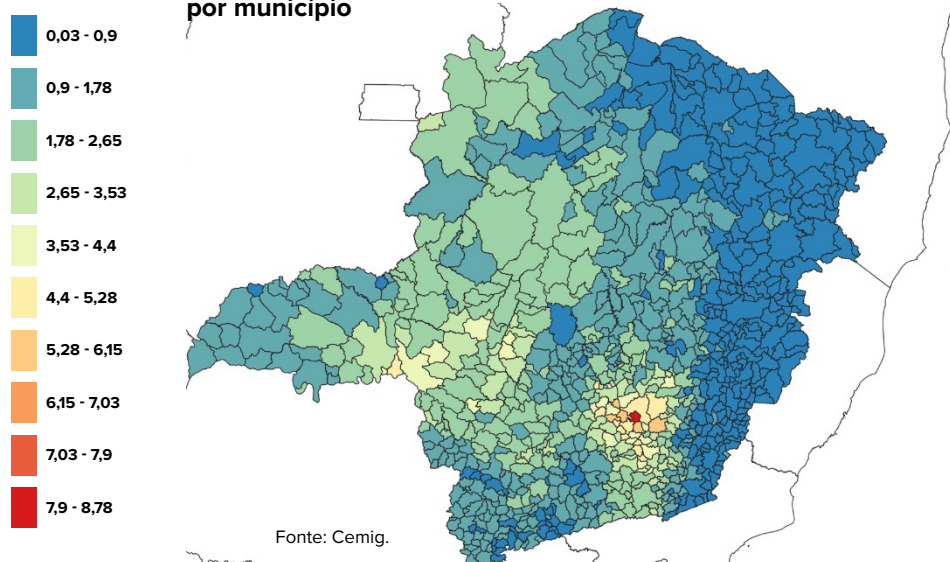 por município
0,03 - 0,9
0,9 - 1,78
1,78 - 2,65
2,65 - 3,53
3,53 - 4,4
4,4 - 5,28
5,28 - 6,15
6,15 - 7,03
7,03 - 7,9
7,9 - 8,78
Fonte: Cemig.